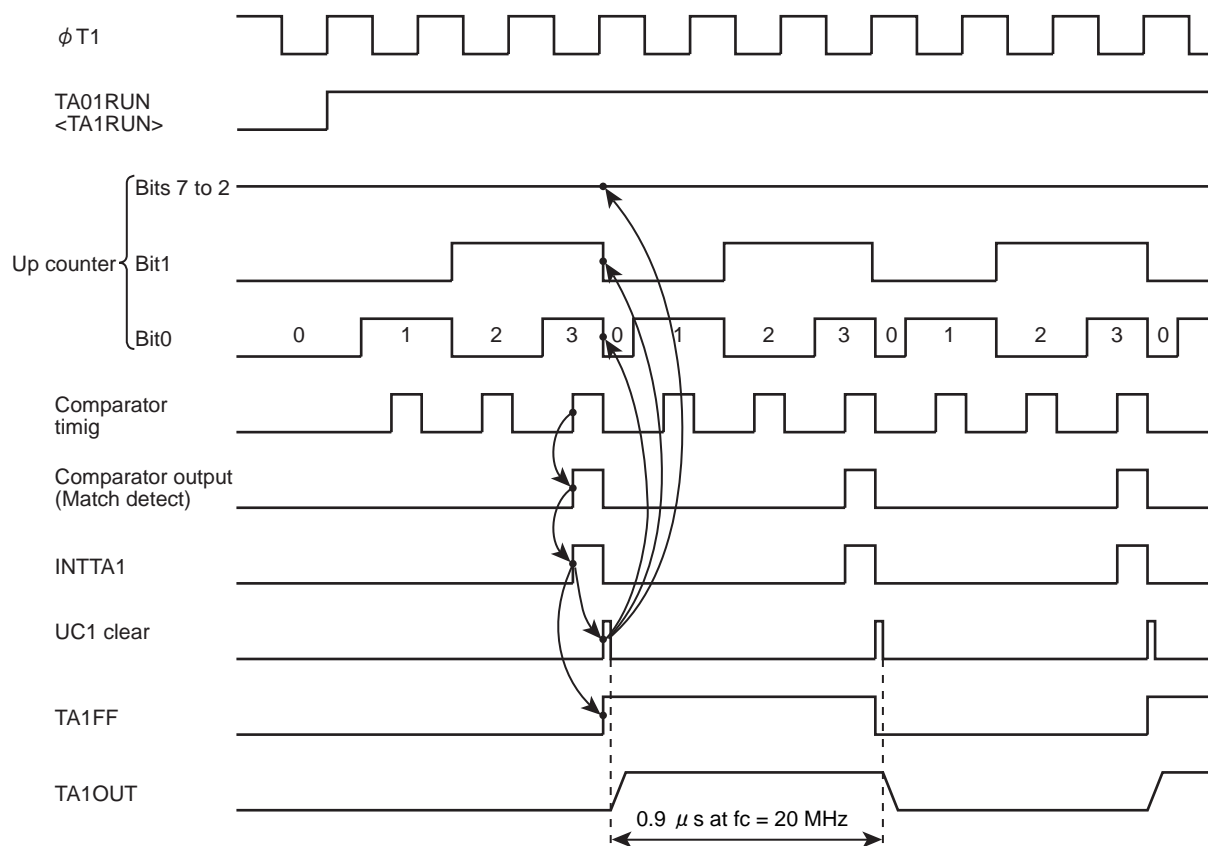 ϕT1
TA01RUN
<TA1RUN>
Up counter
Bits 7 to 2
Bit1
Bit0
0 1 2 3 0 1 2 3 0 1 2 3 0
Comparator
timig
Comparator output
(Match detect)
INTTA1
UC1 clear
TA1FF
TA1OUT
0.9 μs at fc = 20 MHz